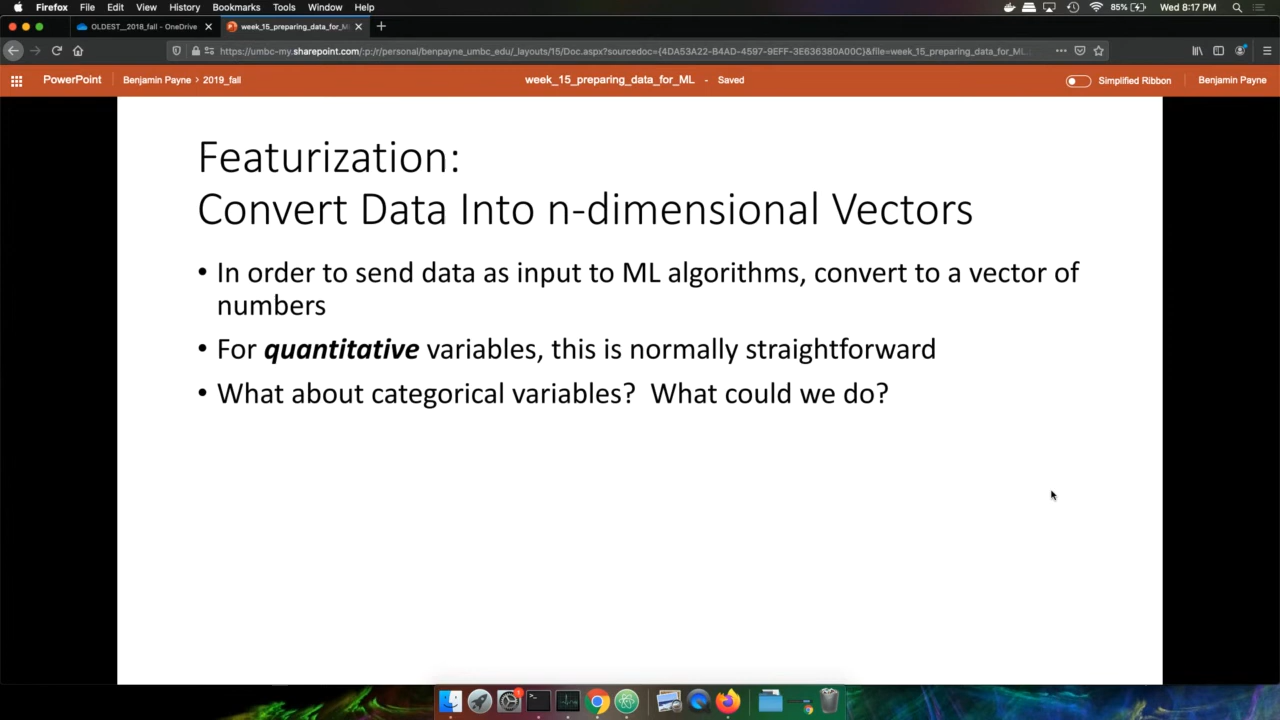 Firefox File Edit View History Bookmarks Tools Window Help 85% Wed 8:17 PM
OLDEST__2018_fall - OneDrive week_15_preparing_data_for_ML
https://umbc-my.sharepoint.com/:p:/r/personal/benpayne_umbc_edu/_layouts/15/Doc.aspx?sourcedoc={4DA53A22-B4AD-4597-9EFF-3E636380A00C}&file=week_15_preparing_data_for_ML.
PowerPoint Benjamin Payne > 2019_fall week_15_preparing_data_for_ML - Saved Simplified Ribbon Benjamin Payne
Featurization:
Convert Data Into n-dimensional Vectors
• In order to send data as input to ML algorithms, convert to a vector of
numbers
• For quantitative variables, this is normally straightforward
• What about categorical variables? What could we do?